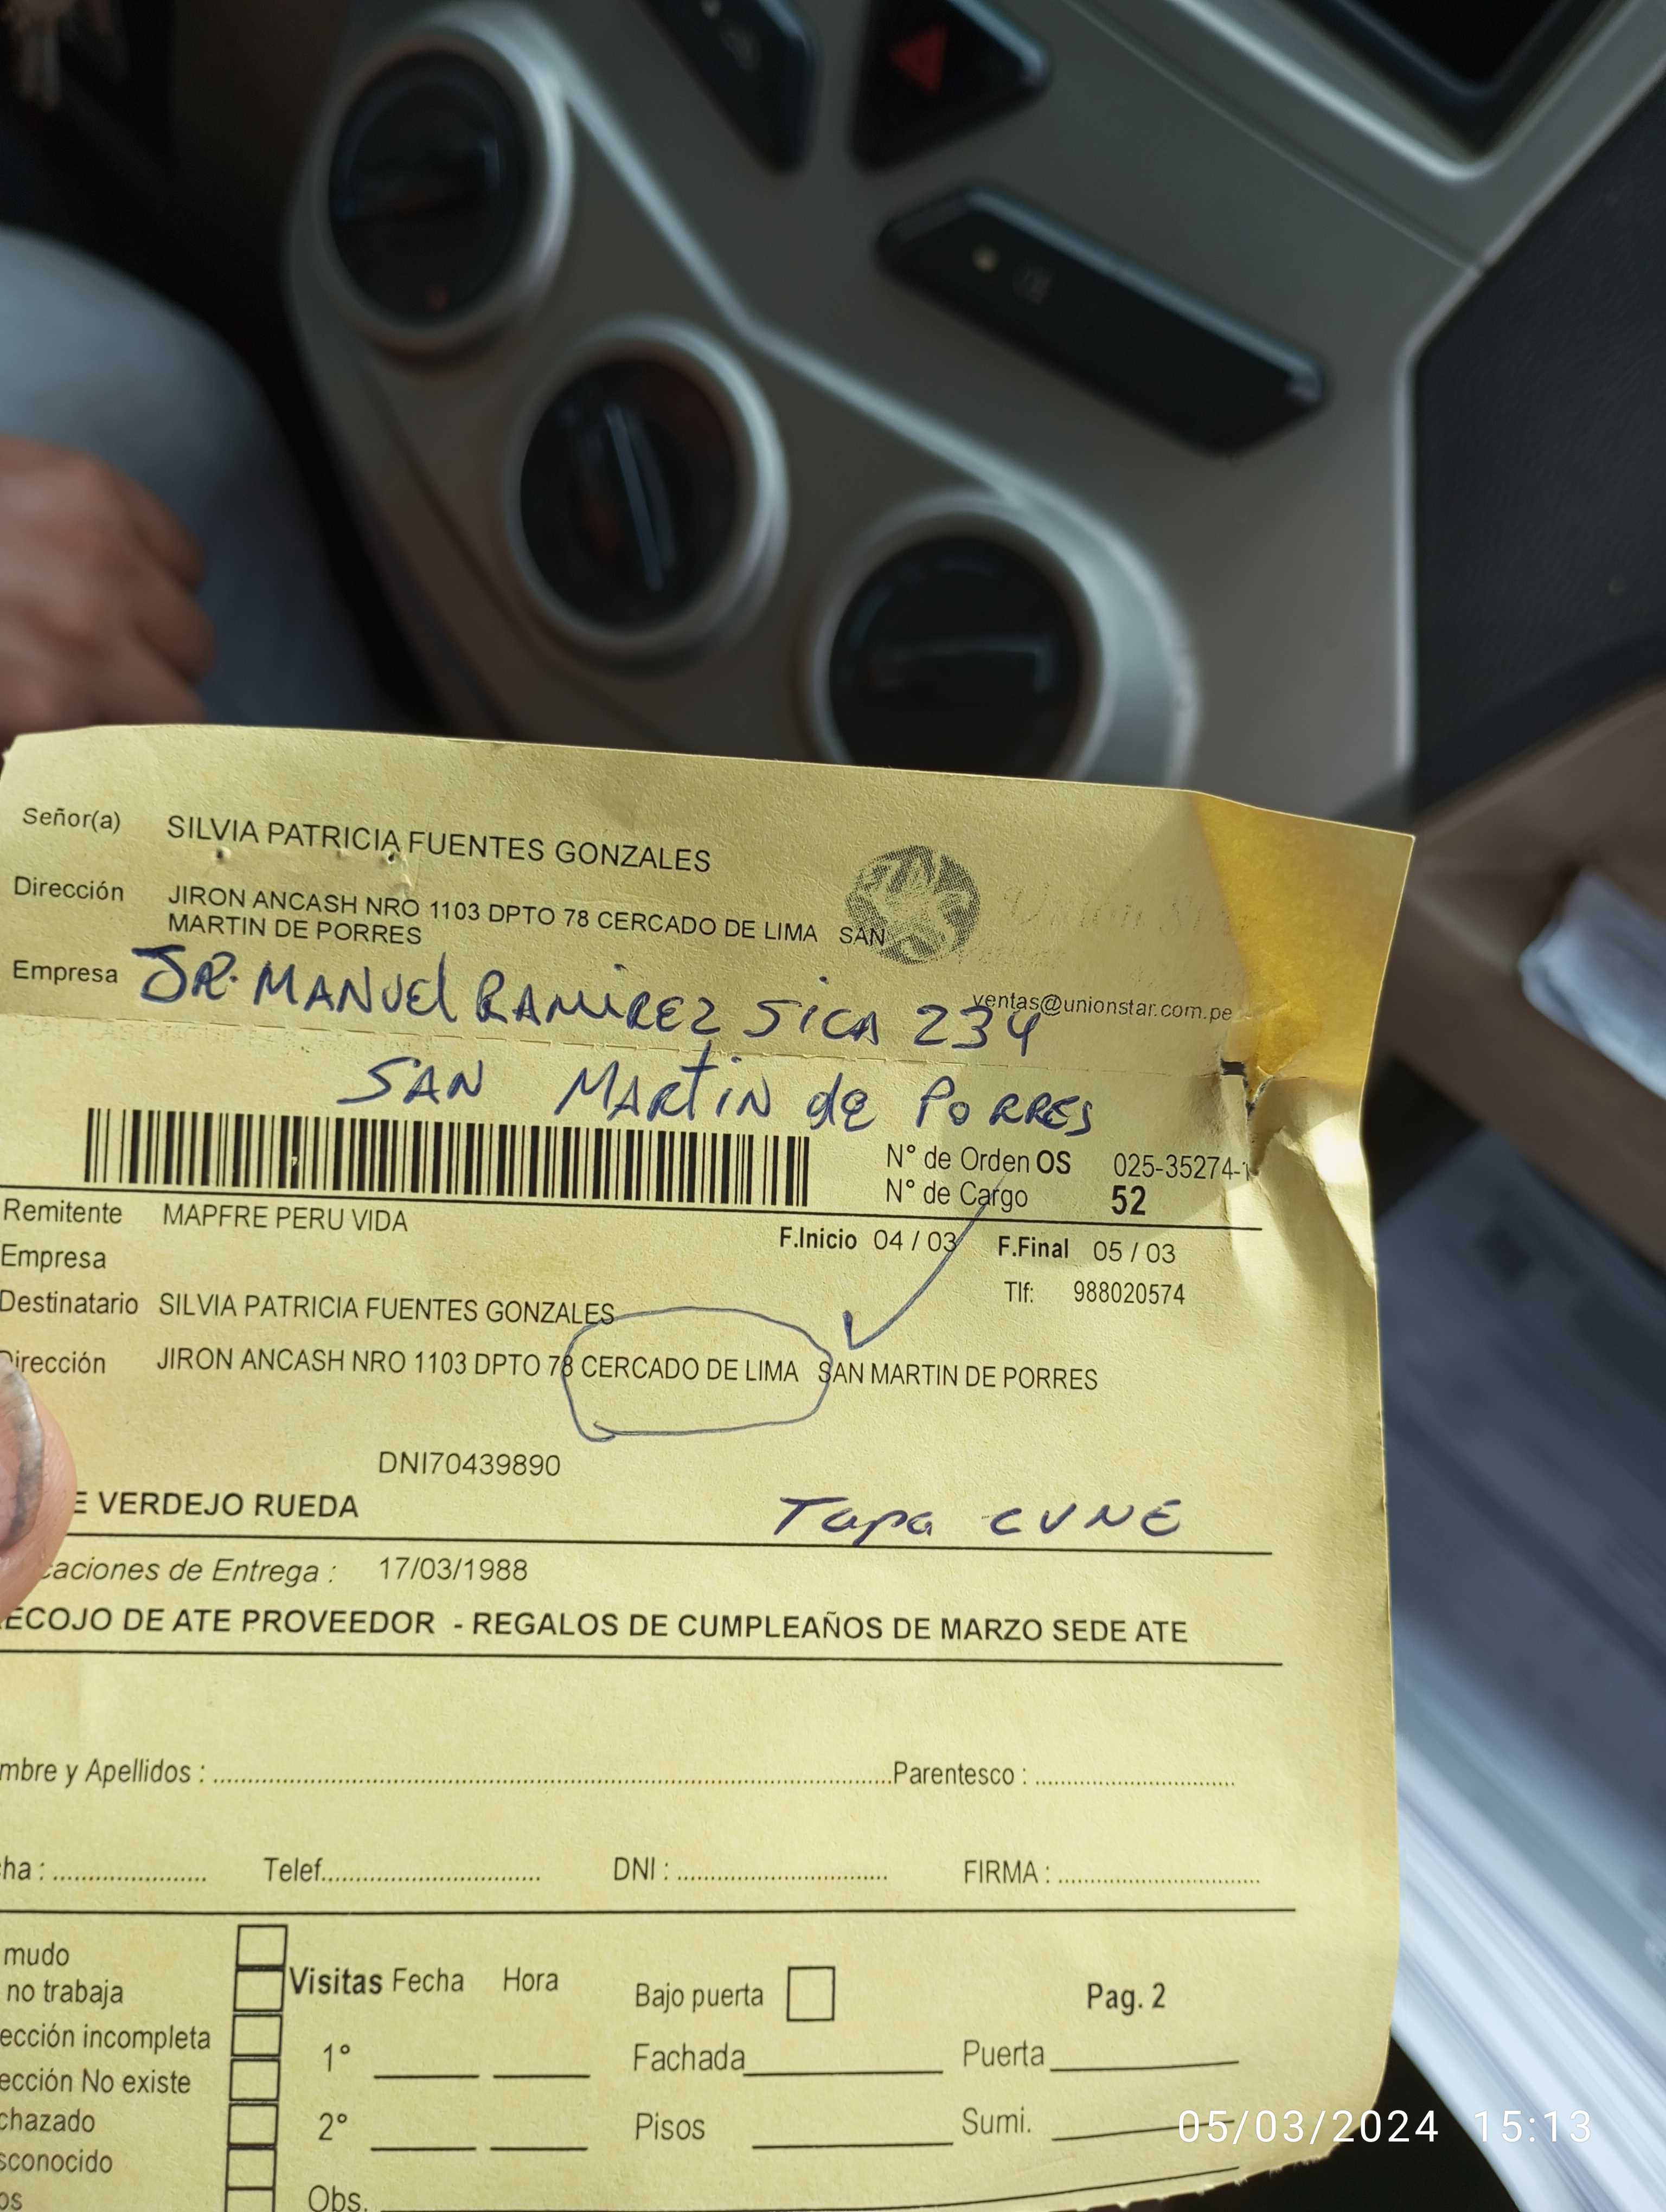 Señor(a) SILVIA PATRICIA FUENTES GONZALES
Dirección JIRON ANCASH NRO 1103 DPTO 78 CERCADO DE LIMA SAN
MARTIN DE PORRES
Empresa JR. MANUEL RAMIREZ SICA 234
ventas@unionstar.com.pe
SAN MARTIN de PORRES
N° de Orden OS 025-35274-1
N° de Cargo 52
Remitente MAPFRE PERU VIDA
F.Inicio 04 / 03 F.Final 05 / 03
Empresa
Tlf: 988020574
Destinatario SILVIA PATRICIA FUENTES GONZALES
Dirección JIRON ANCASH NRO 1103 DPTO 78 CERCADO DE LIMA SAN MARTIN DE PORRES
DNI70439890
E VERDEJO RUEDA
Tapa CUNE
caciones de Entrega : 17/03/1988
RECOJO DE ATE PROVEEDOR - REGALOS DE CUMPLEAÑOS DE MARZO SEDE ATE
mbre y Apellidos : Parentesco :
ha : Telef. DNI : FIRMA :
mudo
Visitas Fecha Hora Bajo puerta Pag. 2
no trabaja
ección incompleta
1° Fachada Puerta
ección No existe
chazado
2° Pisos Sumi.
sconocido
os
Obs.
05/03/2024 15:13